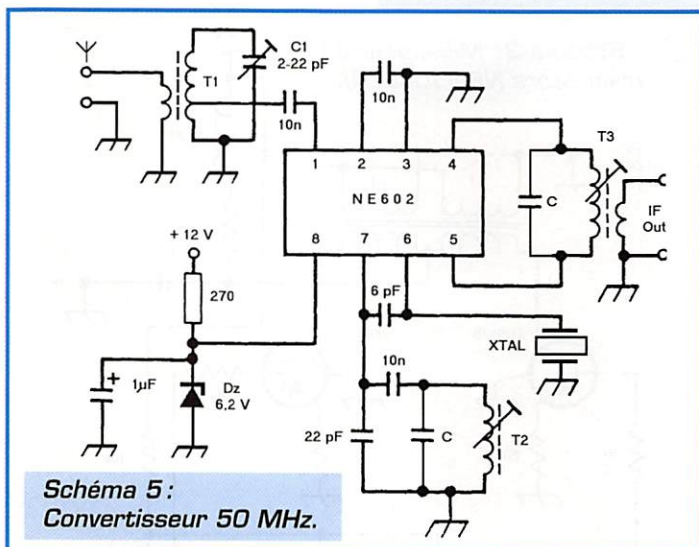 C1
2-22 pF
T1
10n
10n
1
2
3
4
NE602
8
7
6
5
T3
C
IF
Out
+ 12 V
270
6 pF
XTAL
10n
+
1µF
Dz
6,2 V
22 pF
C
T2
Schéma 5:
Convertisseur 50 MHz.